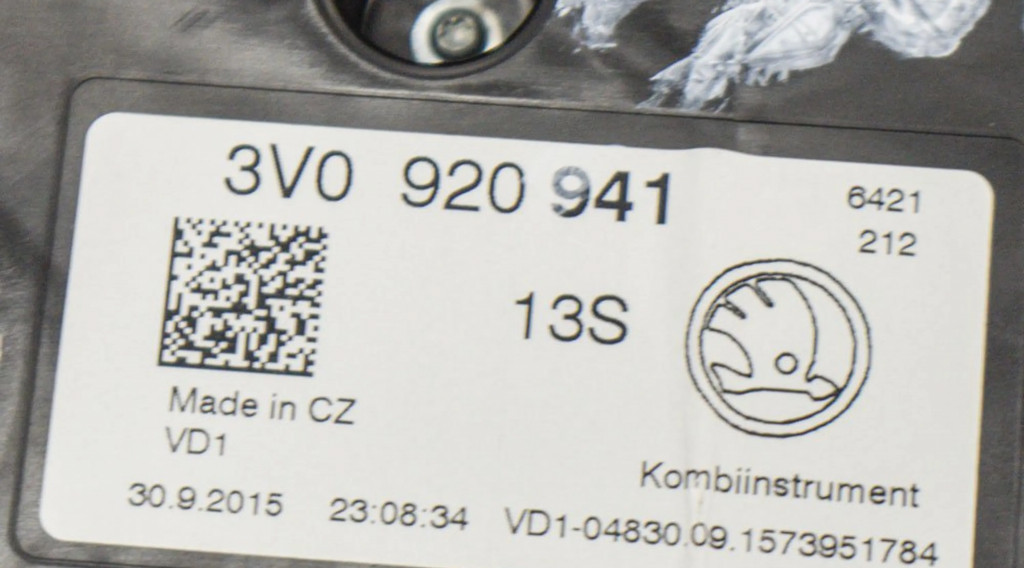 3V0 920 941
6421
212
13S
Made in CZ
VD1
Kombiinstrument
30.9.2015 23:08:34 VD1-04830.09.1573951784